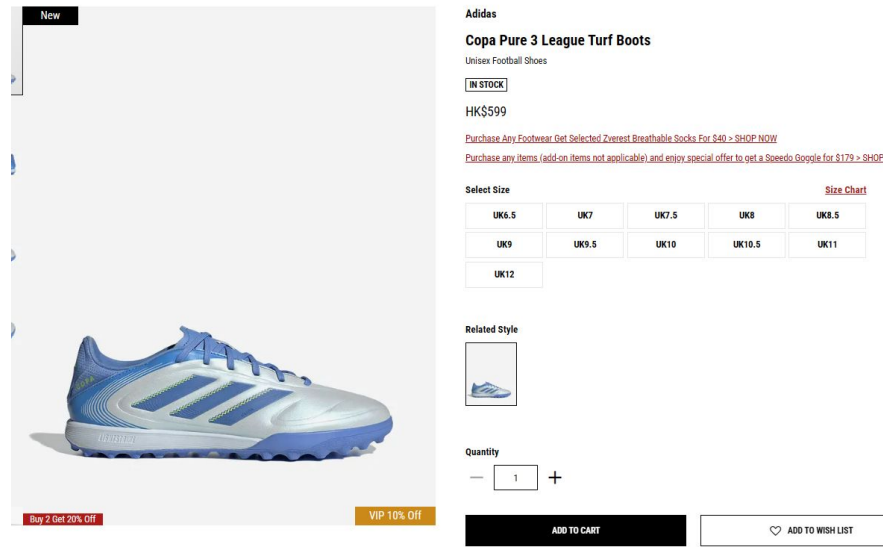 New
Adidas
Copa Pure 3 League Turf Boots
Unisex Football Shoes
IN STOCK
HK$599
Purchase Any Footwear Get Selected Zverest Breathable Socks For $40 > SHOP NOW
Purchase any items (add-on items not applicable) and enjoy special offer to get a Speedo Goggle for $179 > SHOP
Select Size
Size Chart
UK6.5 UK7 UK7.5 UK8 UK8.5
UK9 UK9.5 UK10 UK10.5 UK11
UK12
Related Style
COPA
Quantity
1
Buy 2 Get 20% Off
VIP 10% Off
ADD TO CART
ADD TO WISH LIST